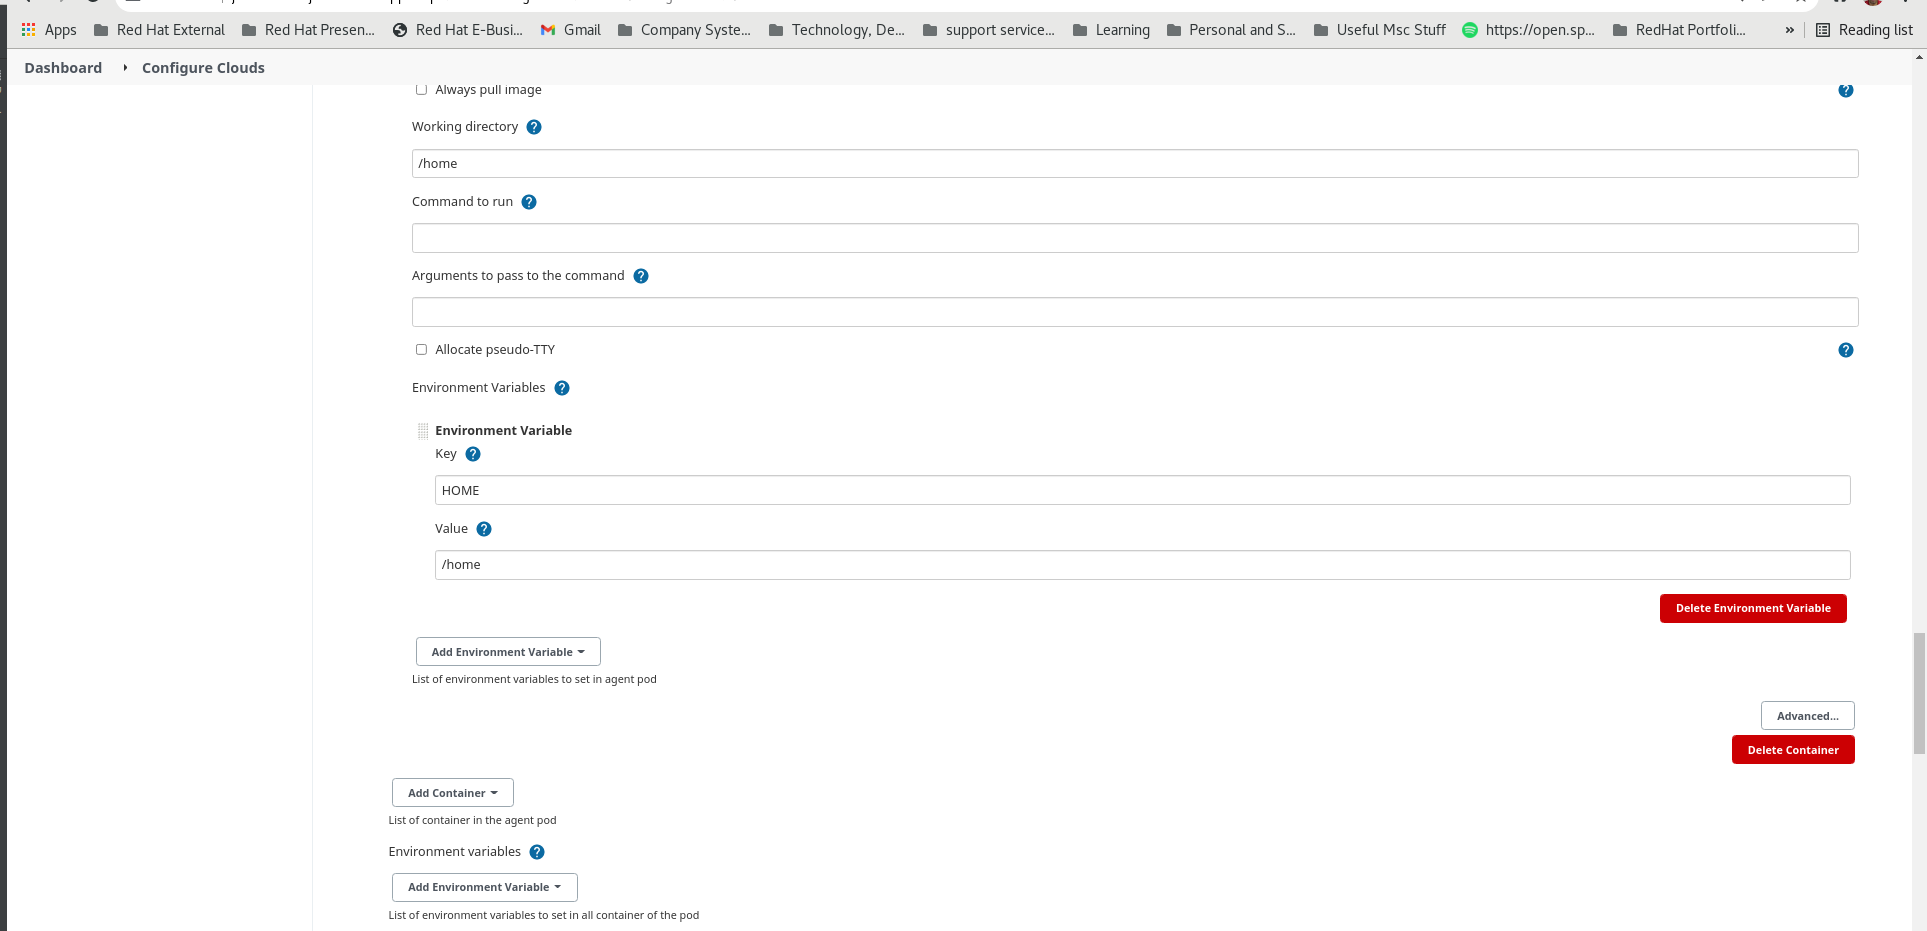 Apps Red Hat External Red Hat Presen... Red Hat E-Busi... Gmail Company Syste... Technology, De... support service... Learning Personal and S... Useful Msc Stuff https://open.sp... RedHat Portfoli... » Reading list
Dashboard Configure Clouds
Always pull image ?
Working directory ?
/home
Command to run ?
Arguments to pass to the command ?
Allocate pseudo-TTY ?
Environment Variables ?
Environment Variable
Key ?
HOME
Value ?
/home
Delete Environment Variable
Add Environment Variable
List of environment variables to set in agent pod
Advanced...
Delete Container
Add Container
List of container in the agent pod
Environment variables ?
Add Environment Variable
List of environment variables to set in all container of the pod